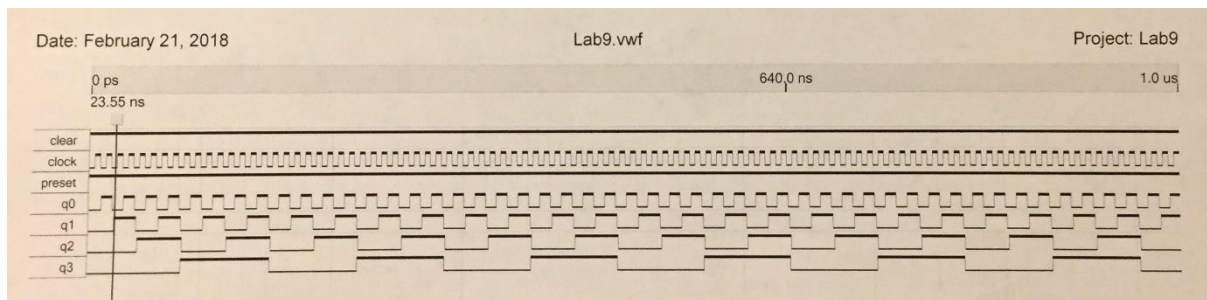 Date: February 21, 2018 Lab9.vwf Project: Lab9
0 ps 640,0 ns 1.0 us
23.55 ns
clear
clock
preset
q0
q1
q2
q3